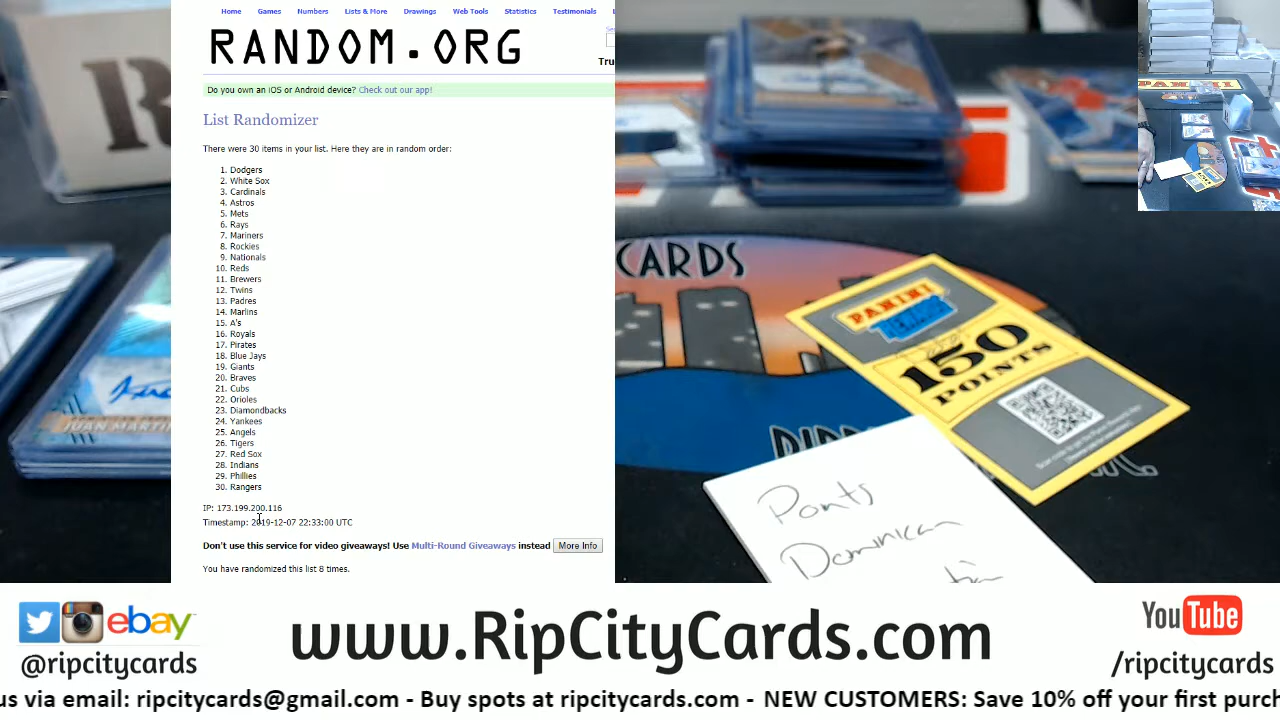 Home Games Numbers Lists & More Drawings Web Tools Statistics Testimonials
RANDOM.ORG
Do you own an iOS or Android device? Check out our app!
List Randomizer
There were 30 items in your list. Here they are in random order:
1. Dodgers
2. White Sox
3. Cardinals
4. Astros
5. Mets
6. Rays
7. Mariners
8. Rockies
9. Nationals
10. Reds
11. Brewers
12. Twins
13. Padres
14. Marlins
15. A's
16. Royals
17. Pirates
18. Blue Jays
19. Giants
20. Braves
21. Cubs
22. Orioles
23. Diamondbacks
24. Yankees
25. Angels
26. Tigers
27. Red Sox
28. Indians
29. Phillies
30. Rangers
IP: 173.199.200.116
Timestamp: 2019-12-07 22:33:00 UTC
Don't use this service for video giveaways! Use Multi-Round Giveaways instead More Info
You have randomized this list 8 times.
CARDS
PANINI
150
POINTS
Dominican
PANINI
ebay
@ripcitycards
www.RipCityCards.com
YouTube
/ripcitycards
us via email: ripcitycards@gmail.com - Buy spots at ripcitycards.com - NEW CUSTOMERS: Save 10% off your first purch